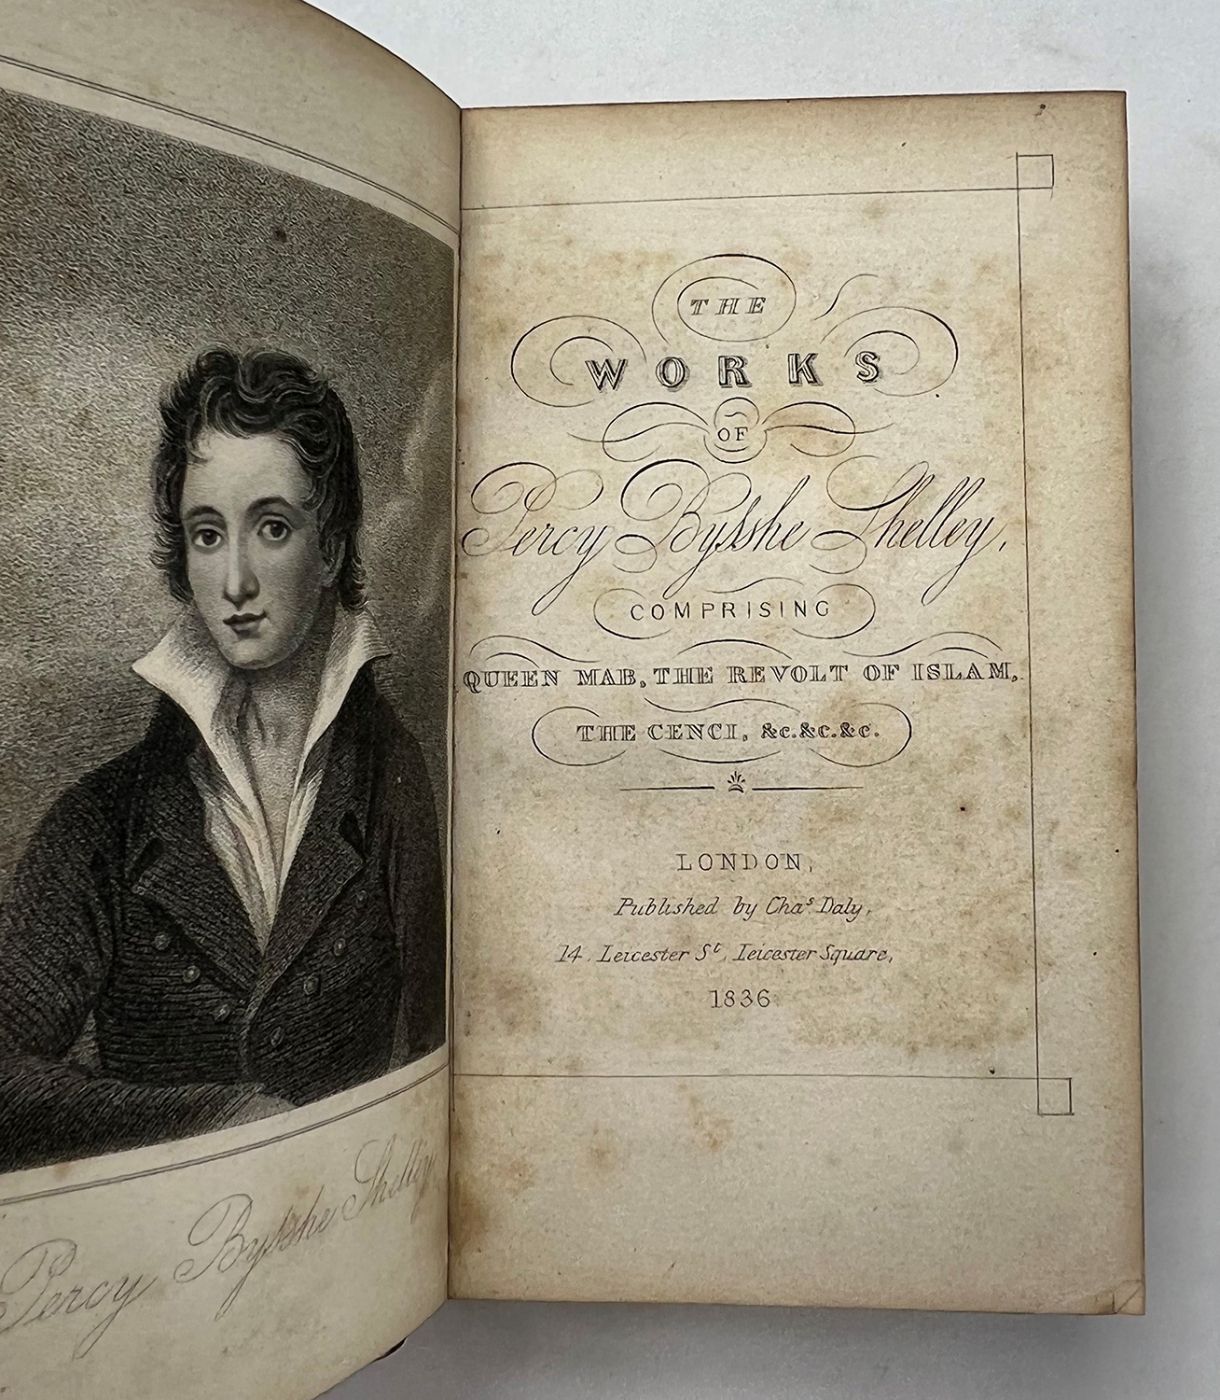 Percy Bysshe Shelley
THE
WORKS
OF
Percy Bysshe Shelley,
COMPRISING
QUEEN MAB, THE REVOLT OF ISLAM,
THE CENCI, &c. &c. &c.
LONDON,
Published by Chaˢ Daly,
14 Leicester Sᵗ, Leicester Square,
1836